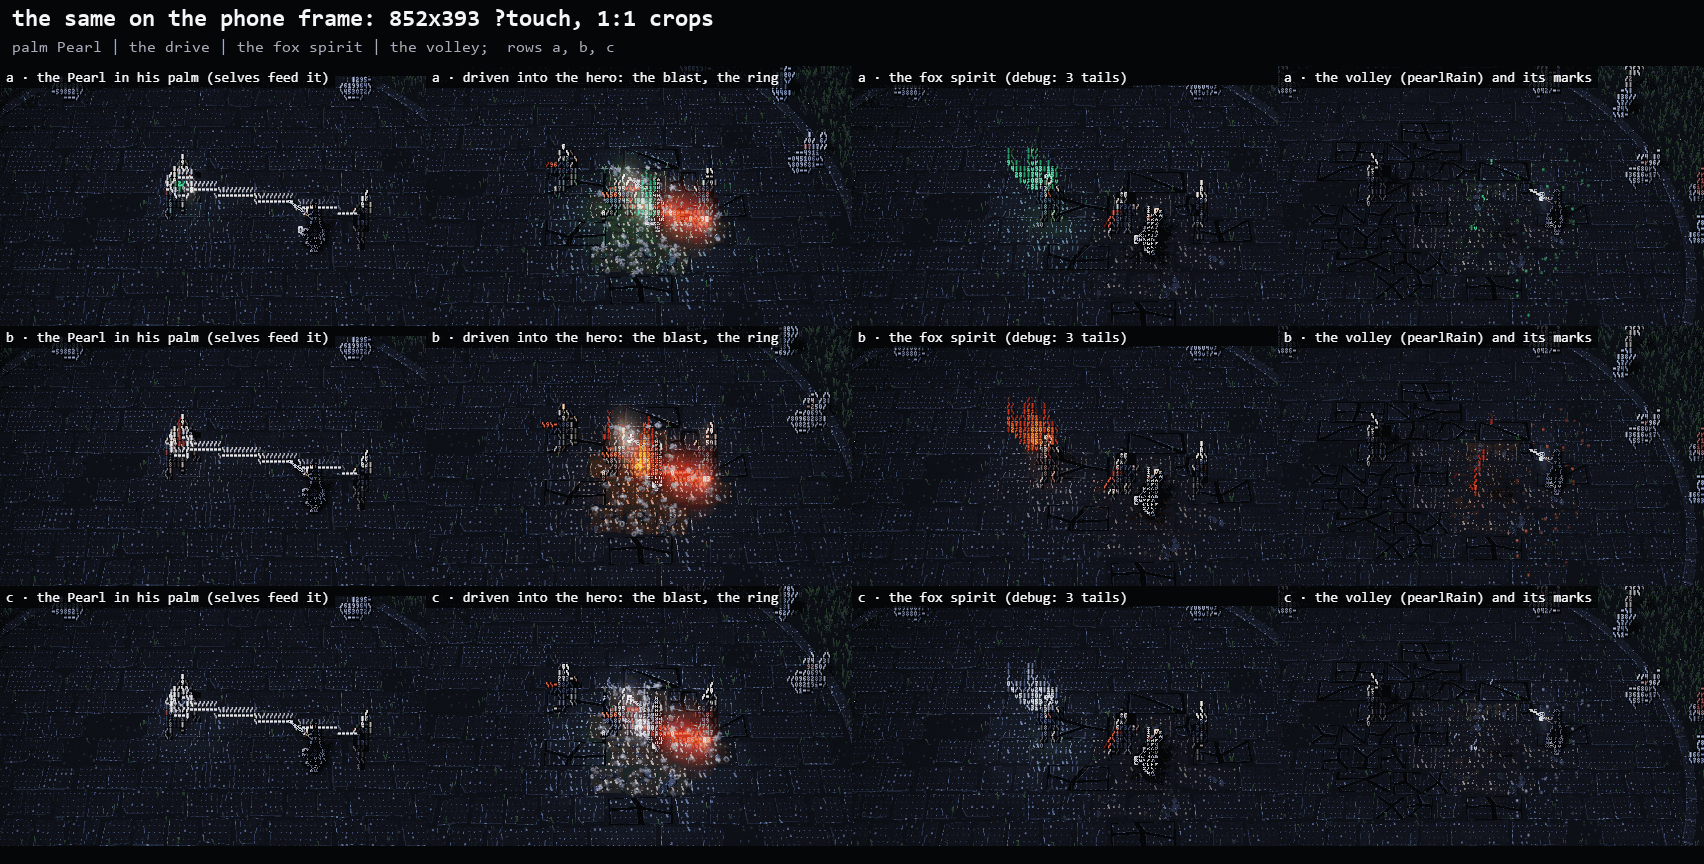 the same on the phone frame: 852x393 ?touch, 1:1 crops
palm Pearl | the drive | the fox spirit | the volley;  rows a, b, c
a · the Pearl in his palm (selves feed it)
a · driven into the hero: the blast, the ring
a · the fox spirit (debug: 3 tails)
a · the volley (pearlRain) and its marks
b · the Pearl in his palm (selves feed it)
b · driven into the hero: the blast, the ring
b · the fox spirit (debug: 3 tails)
b · the volley (pearlRain) and its marks
c · the Pearl in his palm (selves feed it)
c · driven into the hero: the blast, the ring
c · the fox spirit (debug: 3 tails)
c · the volley (pearlRain) and its marks